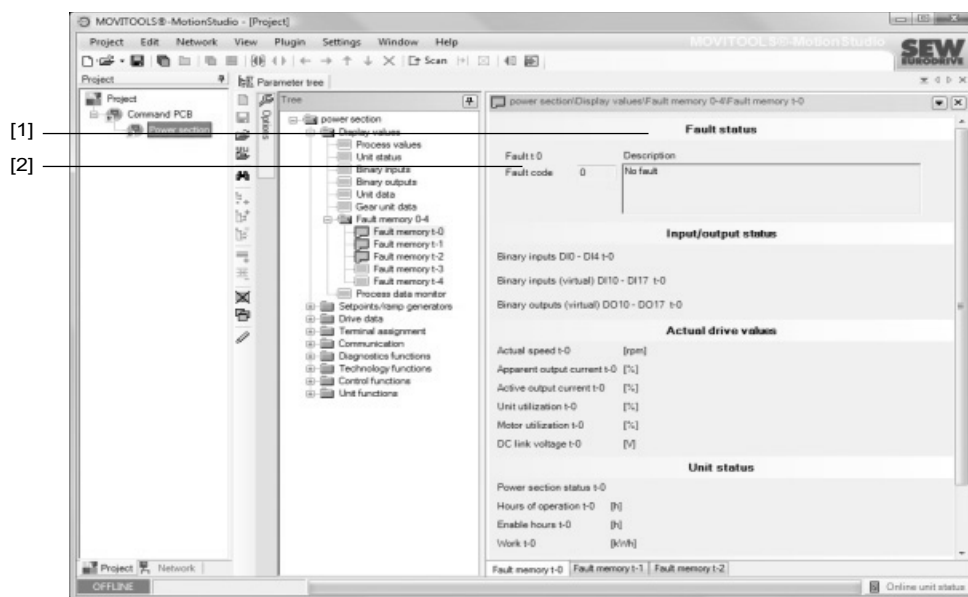 MOVITOOLS®-MotionStudio - [Project]
Project Edit Network View Plugin Settings Window Help
MOVITOOLS®-MotionStudio
SEW
EURODRIVE
Scan
Project
Parameter tree
Project
Command PCB
Power section
Options
Tree
power section
Display values
Process values
Unit status
Binary inputs
Binary outputs
Unit data
Gear unit data
Fault memory 0-4
Fault memory t-0
Fault memory t-1
Fault memory t-2
Fault memory t-3
Fault memory t-4
Process data monitor
Setpoints/ramp generators
Drive data
Terminal assignment
Communication
Diagnostics functions
Technology functions
Control functions
Unit functions
power section\Display values\Fault memory 0-4\Fault memory t-0
[1]
[2]
Fault status
Fault t 0 Description
Fault code 0 No fault
Input/output status
Binary inputs DI0 - DI4 t-0
Binary inputs (virtual) DI10 - DI17 t-0
Binary outputs (virtual) DO10 - DO17 t-0
Actual drive values
Actual speed t-0 [rpm]
Apparent output current t-0 [%]
Active output current t-0 [%]
Unit utilization t-0 [%]
Motor utilization t-0 [%]
DC link voltage t-0 [V]
Unit status
Power section status t-0
Hours of operation t-0 [h]
Enable hours t-0 [h]
Work t-0 [kWh]
Project Network
Fault memory t-0 Fault memory t-1 Fault memory t-2
OFFLINE
Online unit status